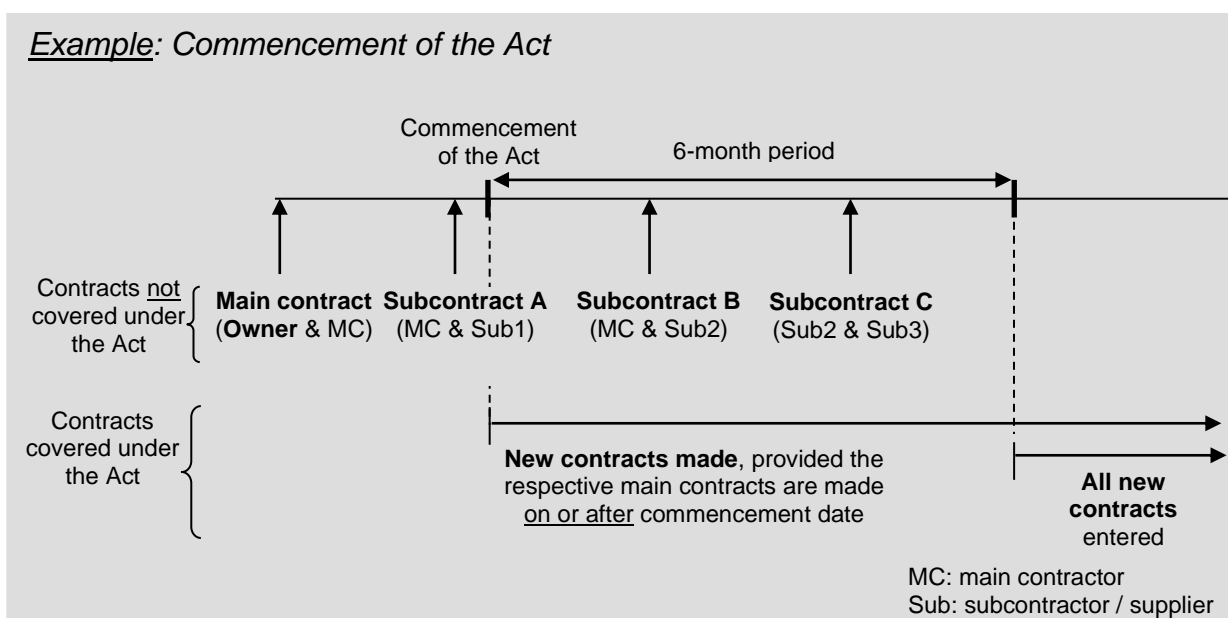 Example: Commencement of the Act
Commencement
of the Act
6-month period
Contracts not
covered under
the Act
Main contract
(Owner & MC)
Subcontract A
(MC & Sub1)
Subcontract B
(MC & Sub2)
Subcontract C
(Sub2 & Sub3)
Contracts
covered under
the Act
New contracts made, provided the
respective main contracts are made
on or after commencement date
All new
contracts
entered
MC: main contractor
Sub: subcontractor / supplier